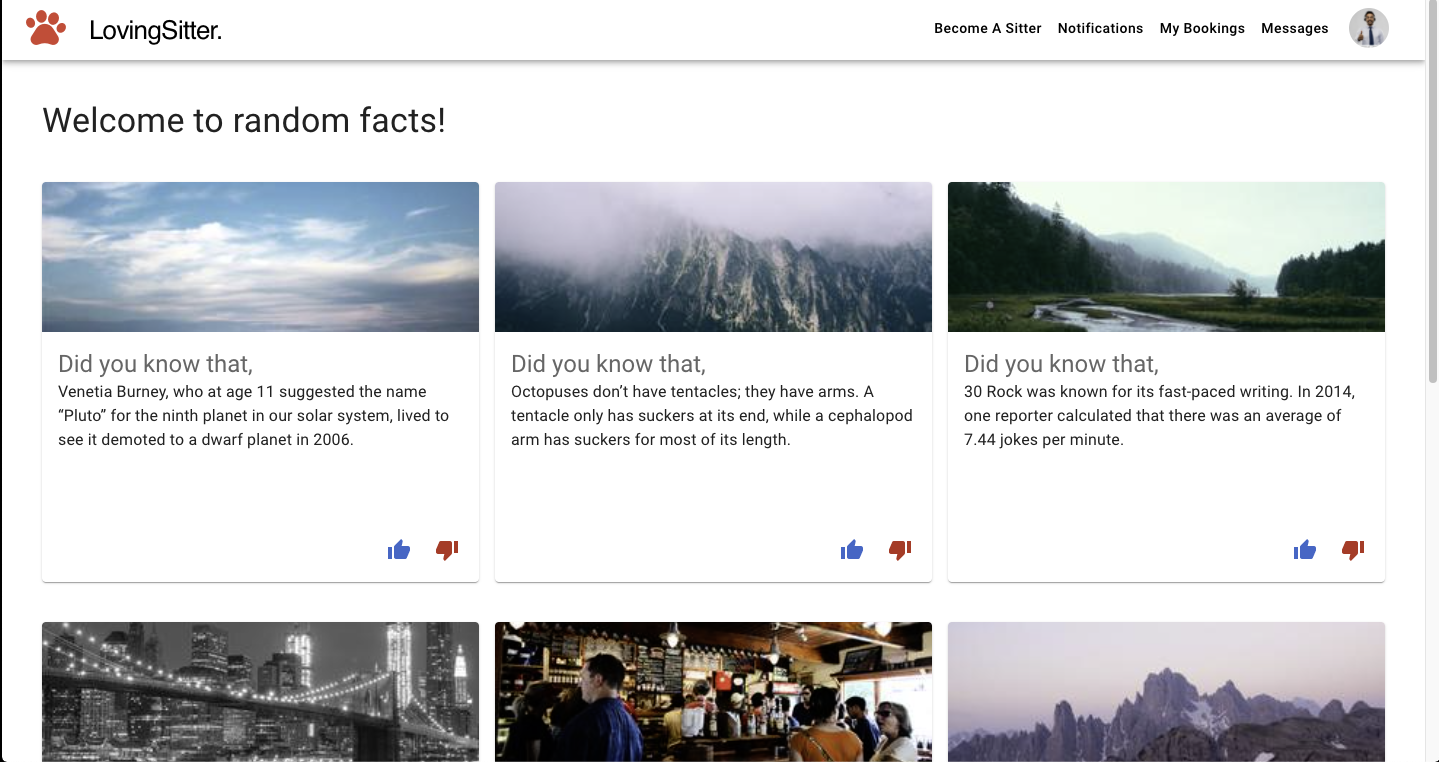 LovingSitter.
Become A Sitter Notifications My Bookings Messages
Welcome to random facts!
Did you know that,
Venetia Burney, who at age 11 suggested the name
“Pluto” for the ninth planet in our solar system, lived to
see it demoted to a dwarf planet in 2006.
Did you know that,
Octopuses don’t have tentacles; they have arms. A
tentacle only has suckers at its end, while a cephalopod
arm has suckers for most of its length.
Did you know that,
30 Rock was known for its fast-paced writing. In 2014,
one reporter calculated that there was an average of
7.44 jokes per minute.